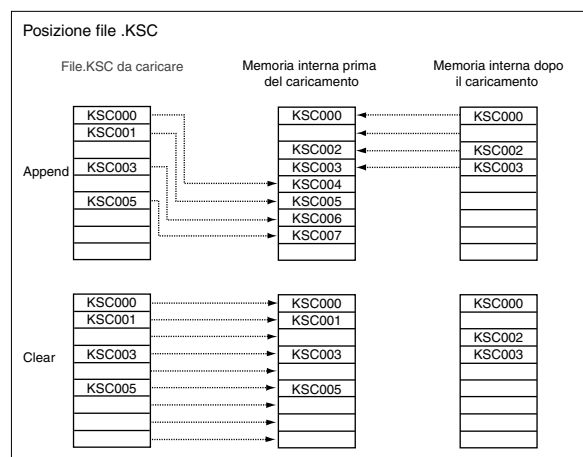 Posizione file .KSC
File.KSC da caricare
Memoria interna prima
del caricamento
Memoria interna dopo
il caricamento
Append
KSC000
KSC001
KSC003
KSC005
KSC000
KSC002
KSC003
KSC004
KSC005
KSC006
KSC007
KSC000
KSC002
KSC003
Clear
KSC000
KSC001
KSC003
KSC005
KSC000
KSC001
KSC003
KSC005
KSC000
KSC002
KSC003